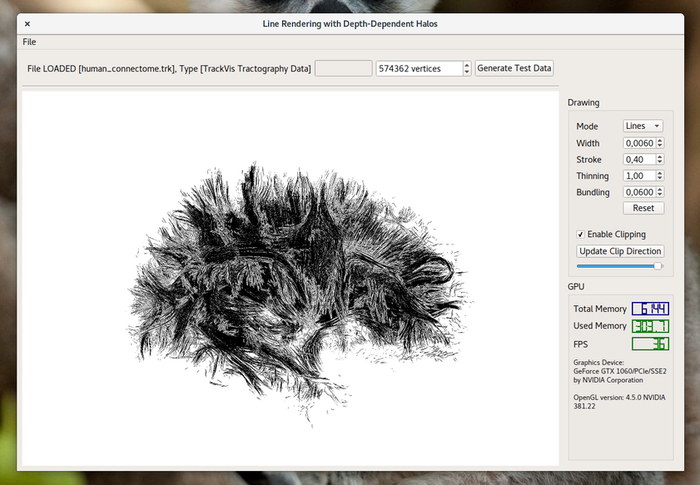 Line Rendering with Depth-Dependent Halos
File
File LOADED [human_connectome.trk], Type [TrackVis Tractography Data]
574362 vertices
Generate Test Data
Drawing
Mode
Lines
Width
0,0060
Stroke
0,40
Thinning
1,00
Bundling
0,0600
Reset
Enable Clipping
Update Clip Direction
GPU
Total Memory
6144
Used Memory
303.7
FPS
36
Graphics Device:
GeForce GTX 1060/PCIe/SSE2
by NVIDIA Corporation
OpenGL version: 4.5.0 NVIDIA
381.22